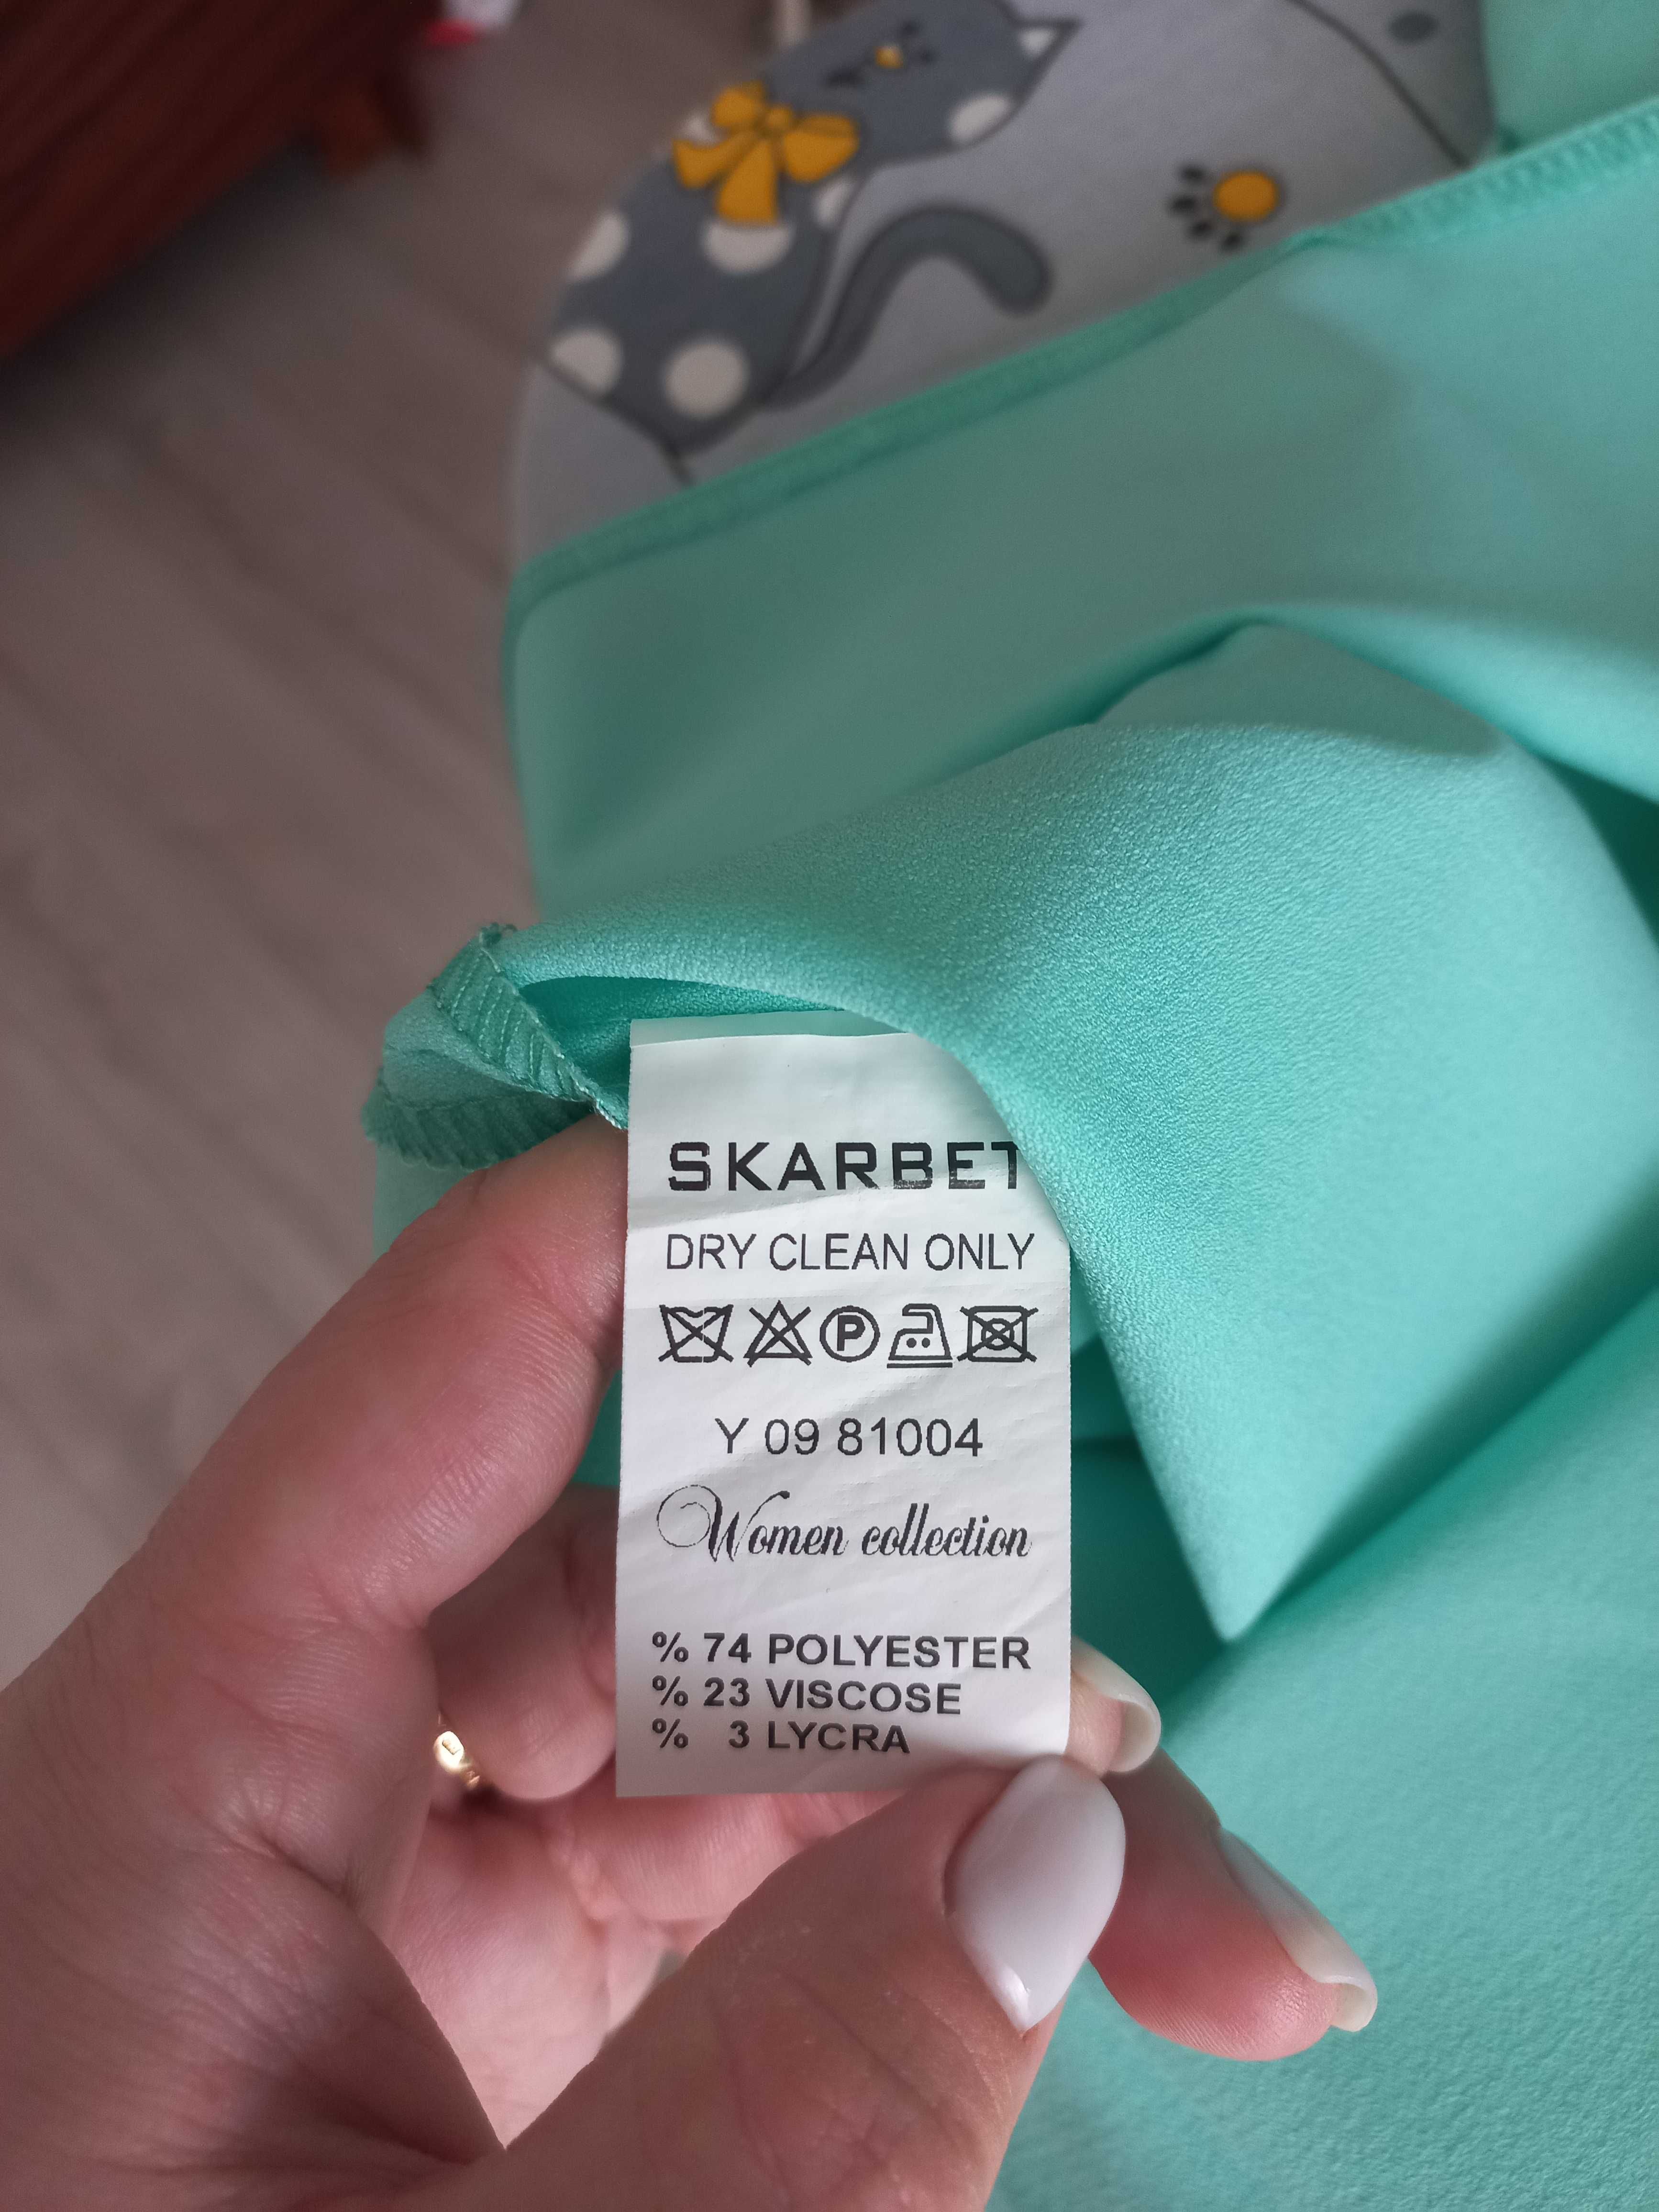 SKARBET
DRY CLEAN ONLY
P
Y 09 81004
Women collection
% 74 POLYESTER
% 23 VISCOSE
% 3 LYCRA